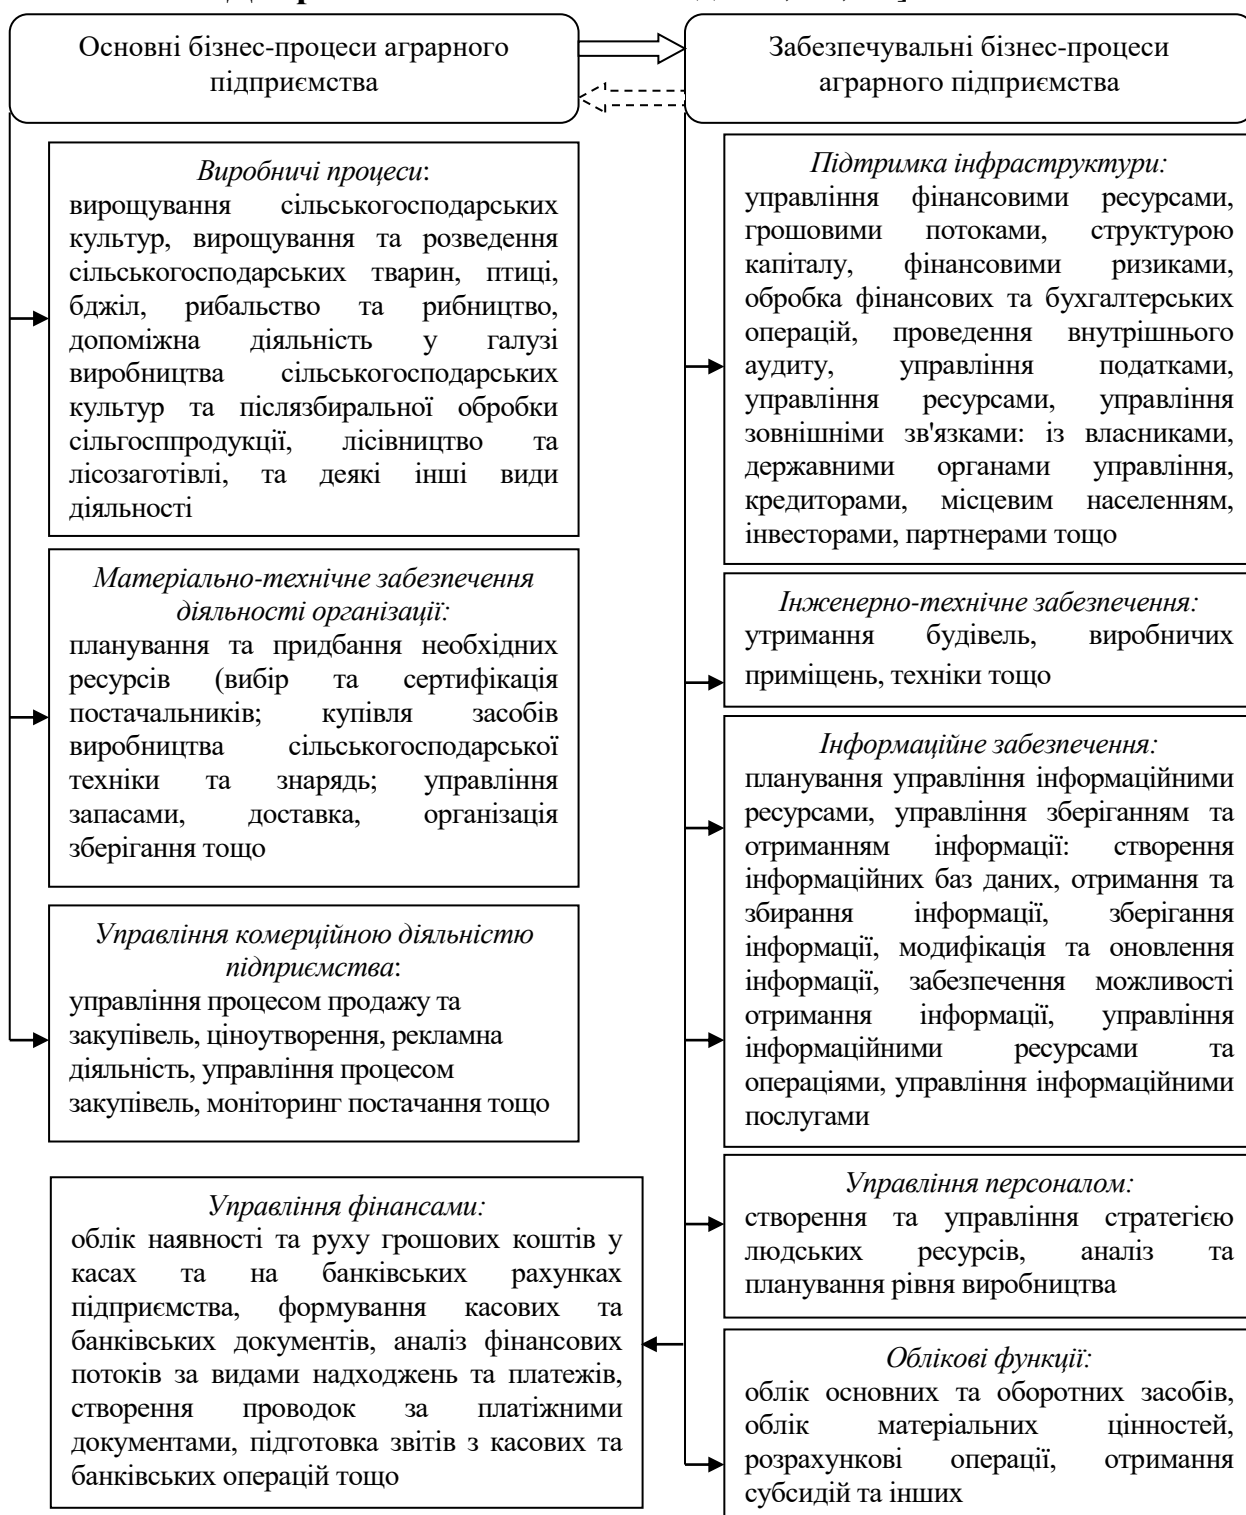 Основні бізнес-процеси аграрного
підприємства
Забезпечувальні бізнес-процеси
аграрного підприємства
Виробничі процеси:
вирощування сільськогосподарських
культур, вирощування та розведення
сільськогосподарських тварин, птиці,
бджіл, рибальство та рибництво,
допоміжна діяльність у галузі
виробництва сільськогосподарських
культур та післязбиральної обробки
сільгосппродукції, лісівництво та
лісозаготівлі, та деякі інші види
діяльності
Матеріально-технічне забезпечення
діяльності організації:
планування та придбання необхідних
ресурсів (вибір та сертифікація
постачальників; купівля засобів
виробництва сільськогосподарської
техніки та знарядь; управління
запасами, доставка, організація
зберігання тощо
Управління комерційною діяльністю
підприємства:
управління процесом продажу та
закупівель, ціноутворення, рекламна
діяльність, управління процесом
закупівель, моніторинг постачання тощо
Управління фінансами:
облік наявності та руху грошових коштів у
касах та на банківських рахунках
підприємства, формування касових та
банківських документів, аналіз фінансових
потоків за видами надходжень та платежів,
створення проводок за платіжними
документами, підготовка звітів з касових та
банківських операцій тощо
Підтримка інфраструктури:
управління фінансовими ресурсами,
грошовими потоками, структурою
капіталу, фінансовими ризиками,
обробка фінансових та бухгалтерських
операцій, проведення внутрішнього
аудиту, управління податками,
управління ресурсами, управління
зовнішніми зв'язками: із власниками,
державними органами управління,
кредиторами, місцевим населенням,
інвесторами, партнерами тощо
Інженерно-технічне забезпечення:
утримання будівель, виробничих
приміщень, техніки тощо
Інформаційне забезпечення:
планування управління інформаційними
ресурсами, управління зберіганням та
отриманням інформації: створення
інформаційних баз даних, отримання та
збирання інформації, зберігання
інформації, модифікація та оновлення
інформації, забезпечення можливості
отримання інформації, управління
інформаційними ресурсами та
операціями, управління інформаційними
послугами
Управління персоналом:
створення та управління стратегією
людських ресурсів, аналіз та
планування рівня виробництва
Облікові функції:
облік основних та оборотних засобів,
облік матеріальних цінностей,
розрахункові операції, отримання
субсидій та інших